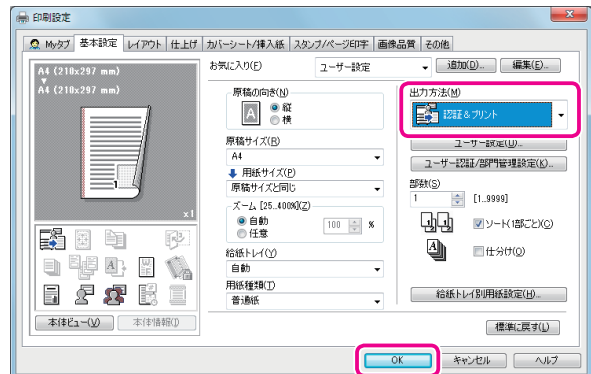 印刷設定
Myタブ 基本設定 レイアウト 仕上げ カバーシート/挿入紙 スタンプ/ページ印字 画像品質 その他
A4 (210x297 mm)
A4 (210x297 mm)
1
x1
本体ビュー(V) 本体情報(I)
お気に入り(F) ユーザー設定 追加(D)... 編集(E)...
原稿の向き(N)
A
縦
横
原稿サイズ(R)
A4
用紙サイズ(P)
原稿サイズと同じ
ズーム [25..400%](Z)
自動
任意
100 %
給紙トレイ(Y)
自動
用紙種類(T)
普通紙
出力方法(M)
認証&プリント
ユーザー設定(U)...
ユーザー認証/部門管理設定(K)...
部数(S)
1 [1..9999]
ソート(1部ごと)(C)
仕分け(O)
給紙トレイ別用紙設定(H)...
標準に戻す(L)
OK キャンセル ヘルプ